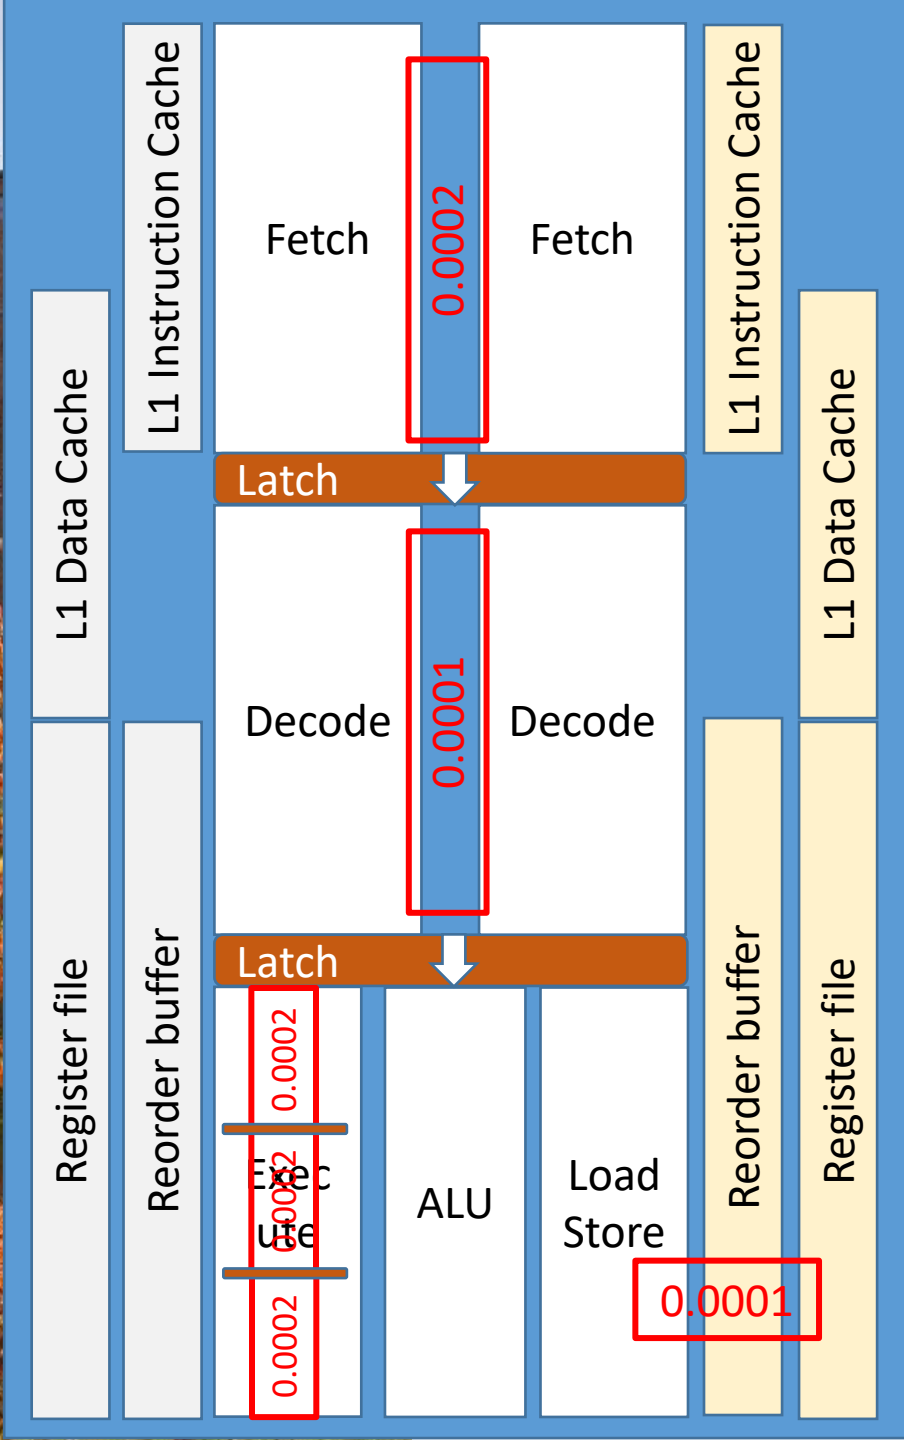 L1 Instruction Cache
Fetch
0.0002
Fetch
L1 Instruction Cache
L1 Data Cache
L1 Data Cache
Latch
Decode
0.0001
Decode
Latch
Register file
Reorder buffer
0.0002
Exec
ute
0.0002
0.0002
ALU
Load
Store
0.0001
Reorder buffer
Register file